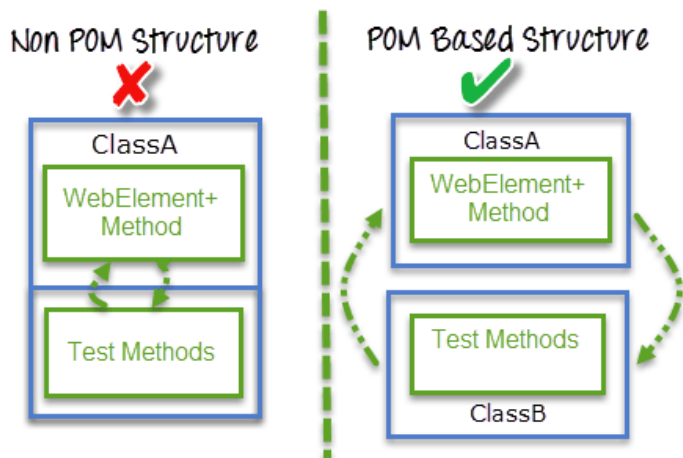 Non POM Structure
ClassA
WebElement+
Method
Test Methods
POM Based Structure
ClassA
WebElement+
Method
Test Methods
ClassB